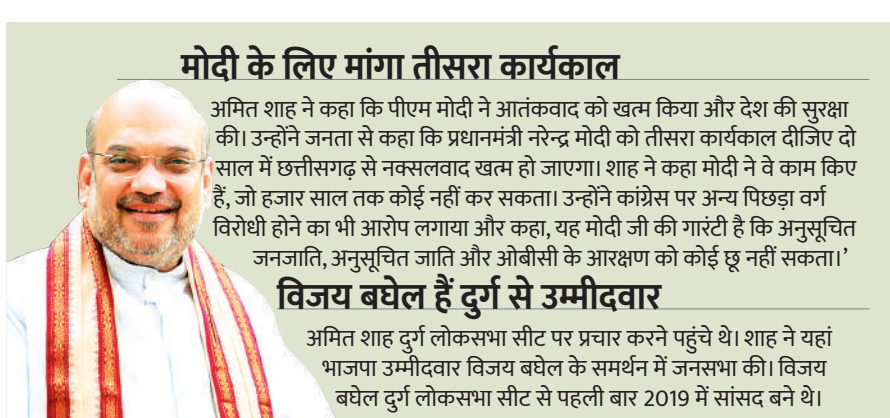 मोदी के लिए मांगा तीसरा कार्यकाल
अमित शाह ने कहा कि पीएम मोदी ने आतंकवाद को खत्म किया और देश की सुरक्षा
की। उन्होंने जनता से कहा कि प्रधानमंत्री नरेन्द्र मोदी को तीसरा कार्यकाल दीजिए दो
साल में छत्तीसगढ़ से नक्सलवाद खत्म हो जाएगा। शाह ने कहा मोदी ने वे काम किए
हैं, जो हजार साल तक कोई नहीं कर सकता। उन्होंने कांग्रेस पर अन्य पिछड़ा वर्ग
विरोधी होने का भी आरोप लगाया और कहा, यह मोदी जी की गारंटी है कि अनुसूचित
जनजाति, अनुसूचित जाति और ओबीसी के आरक्षण को कोई छू नहीं सकता।’
विजय बघेल हैं दुर्ग से उम्मीदवार
अमित शाह दुर्ग लोकसभा सीट पर प्रचार करने पहुंचे थे। शाह ने यहां
भाजपा उम्मीदवार विजय बघेल के समर्थन में जनसभा की। विजय
बघेल दुर्ग लोकसभा सीट से पहली बार 2019 में सांसद बने थे।